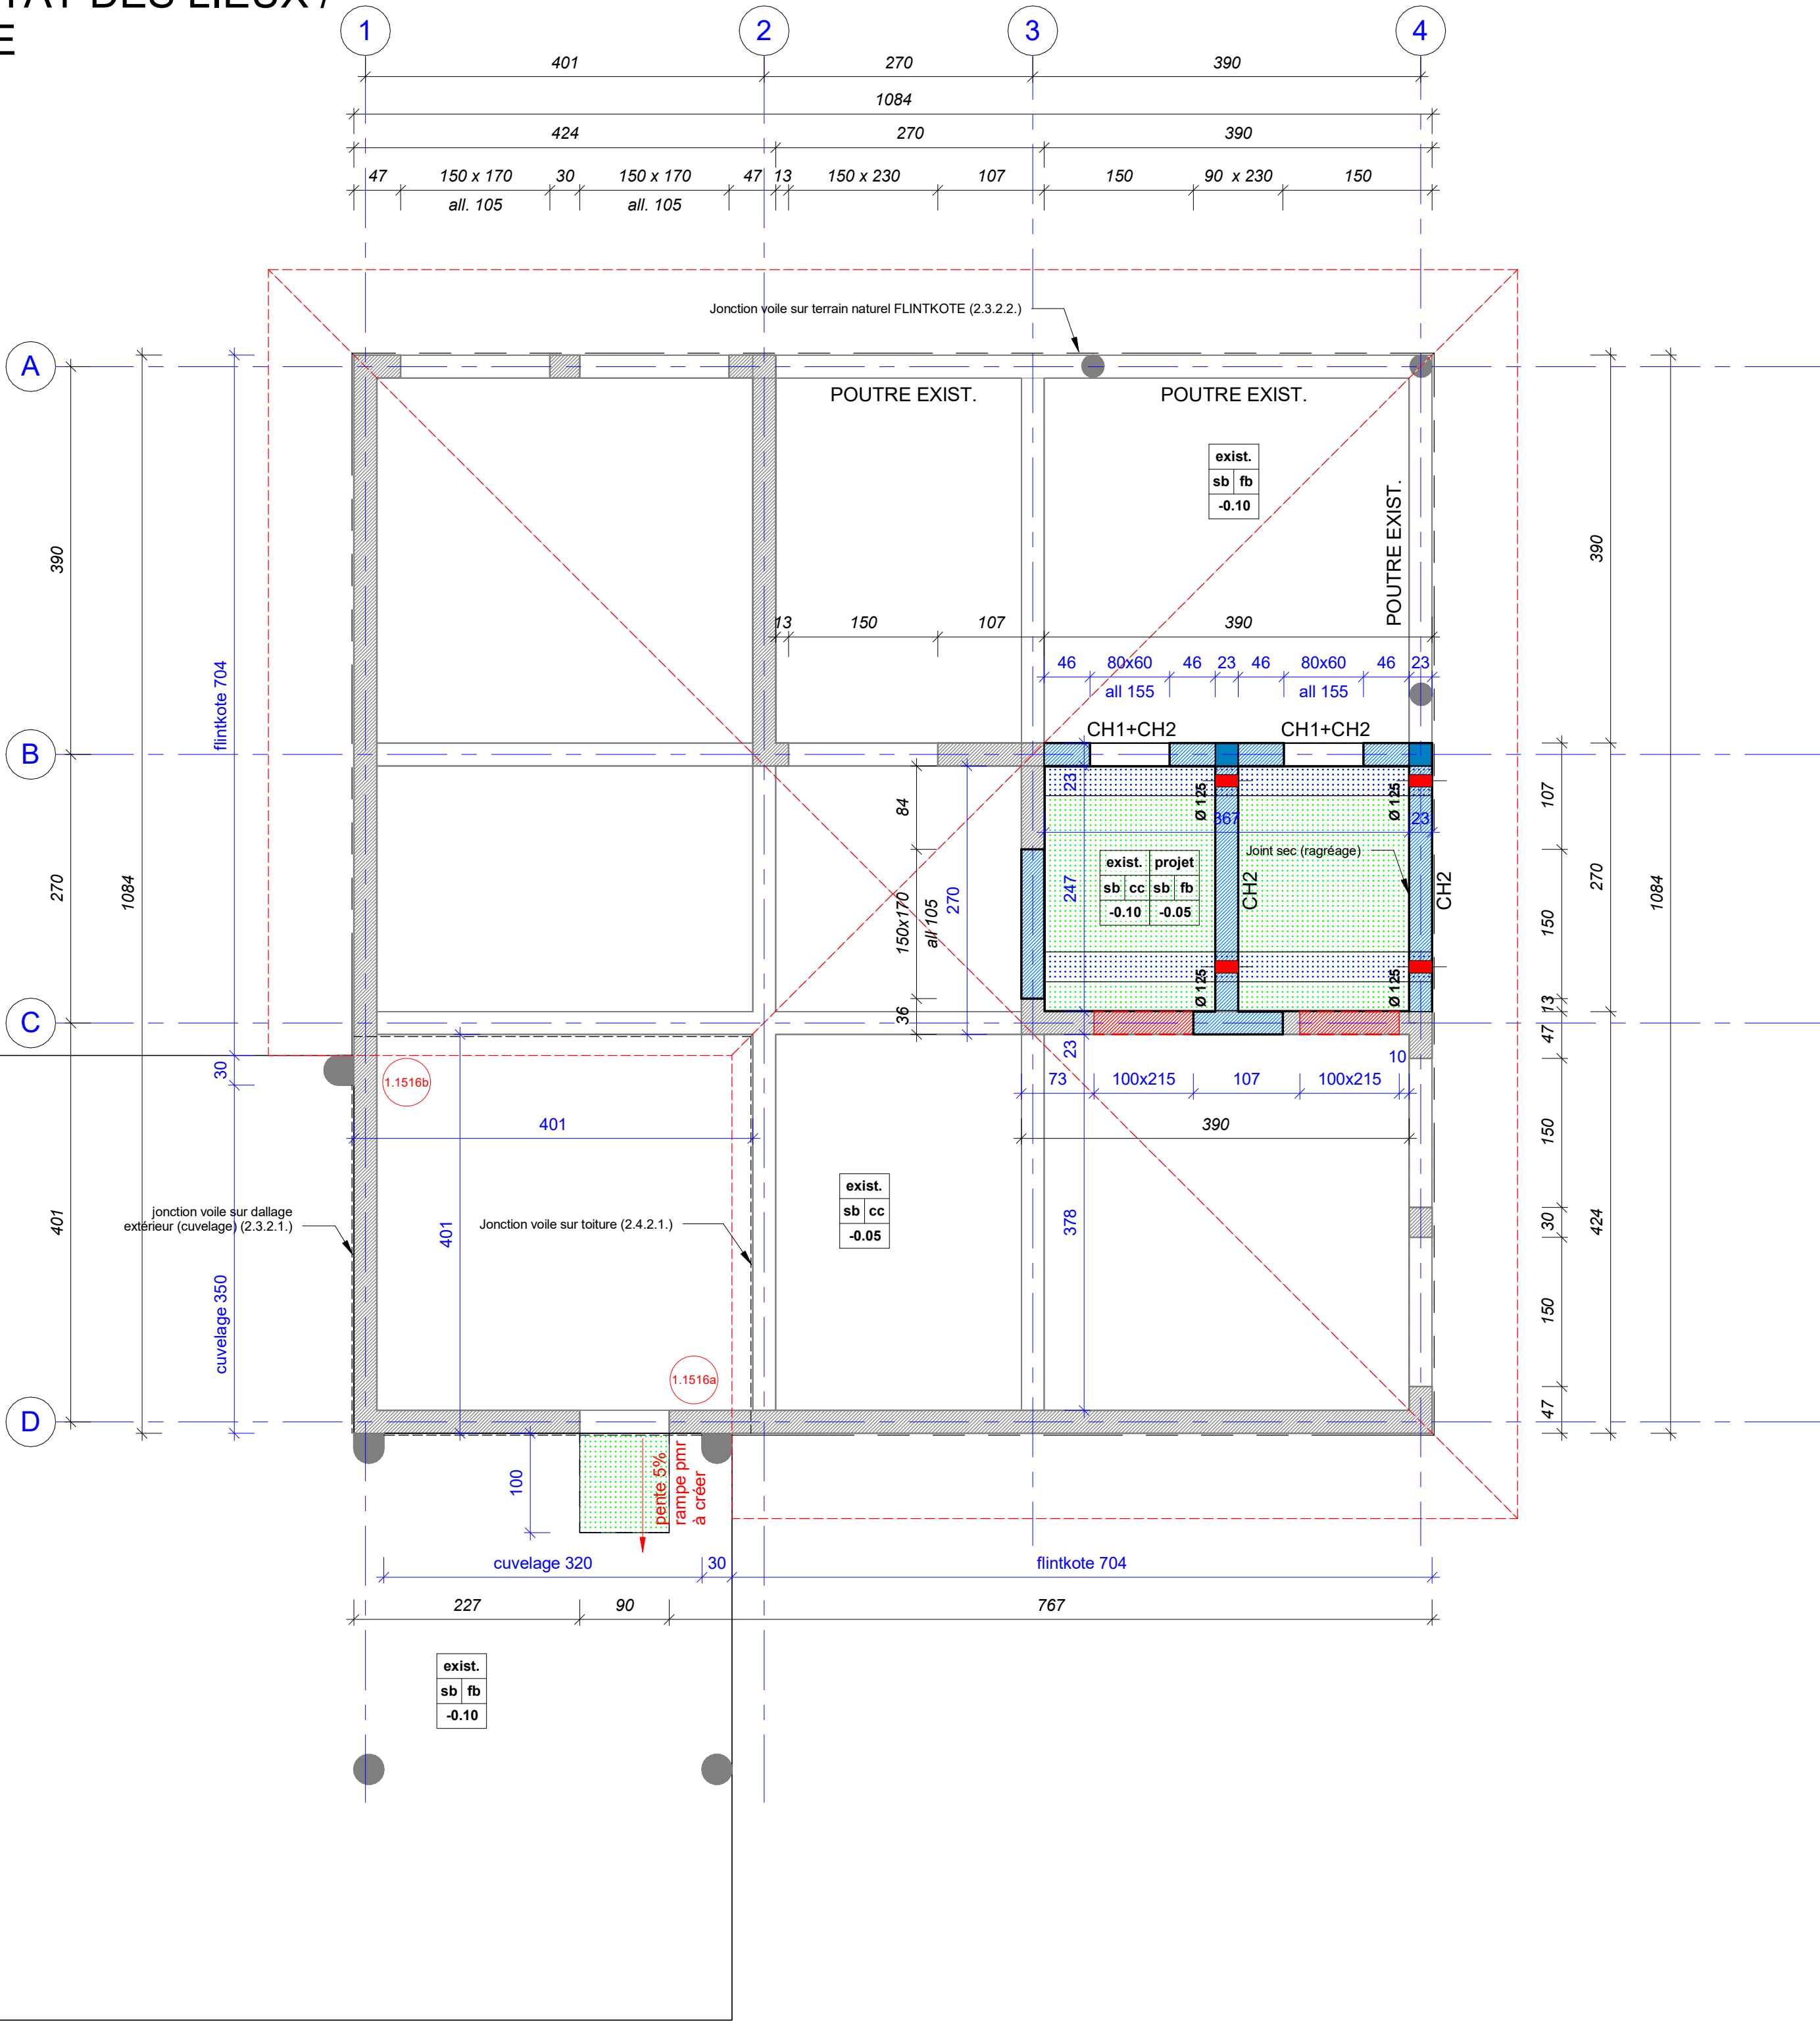 TAT DES LIEUX /
E
1
2
3
4
401
270
390
1084
424
270
390
47
150 x 170
30
150 x 170
47
13
150 x 230
107
150
90 x 230
150
all. 105
all. 105
Jonction voile sur terrain naturel FLINTKOTE (2.3.2.2.)
A
POUTRE EXIST.
POUTRE EXIST.
exist.
sb fb
-0.10
POUTRE EXIST.
390
1084
flintkote 704
390
13
150
107
390
46
80x60
46
23
46
80x60
46
23
all 155
all 155
CH1+CH2
CH1+CH2
B
23
84
Ø 125
Ø 125
367
23
107
Joint sec (ragréage)
exist. projet
sb cc sb fb
-0.10 -0.05
CH2
CH2
270
150x170
all 105
270
247
150
270
1084
Ø 125
Ø 125
36
13
C
23
47
10
30
1.1516b
73
100x215
107
100x215
401
390
150
exist.
sb cc
-0.05
jonction voile sur dallage
extérieur (cuvelage) (2.3.2.1.)
Jonction voile sur toiture (2.4.2.1.)
401
401
378
30
424
cuvelage 350
150
1.1516a
47
D
100
pente 5%
rampe pmr
à créer
cuvelage 320
30
flintkote 704
227
90
767
exist.
sb fb
-0.10